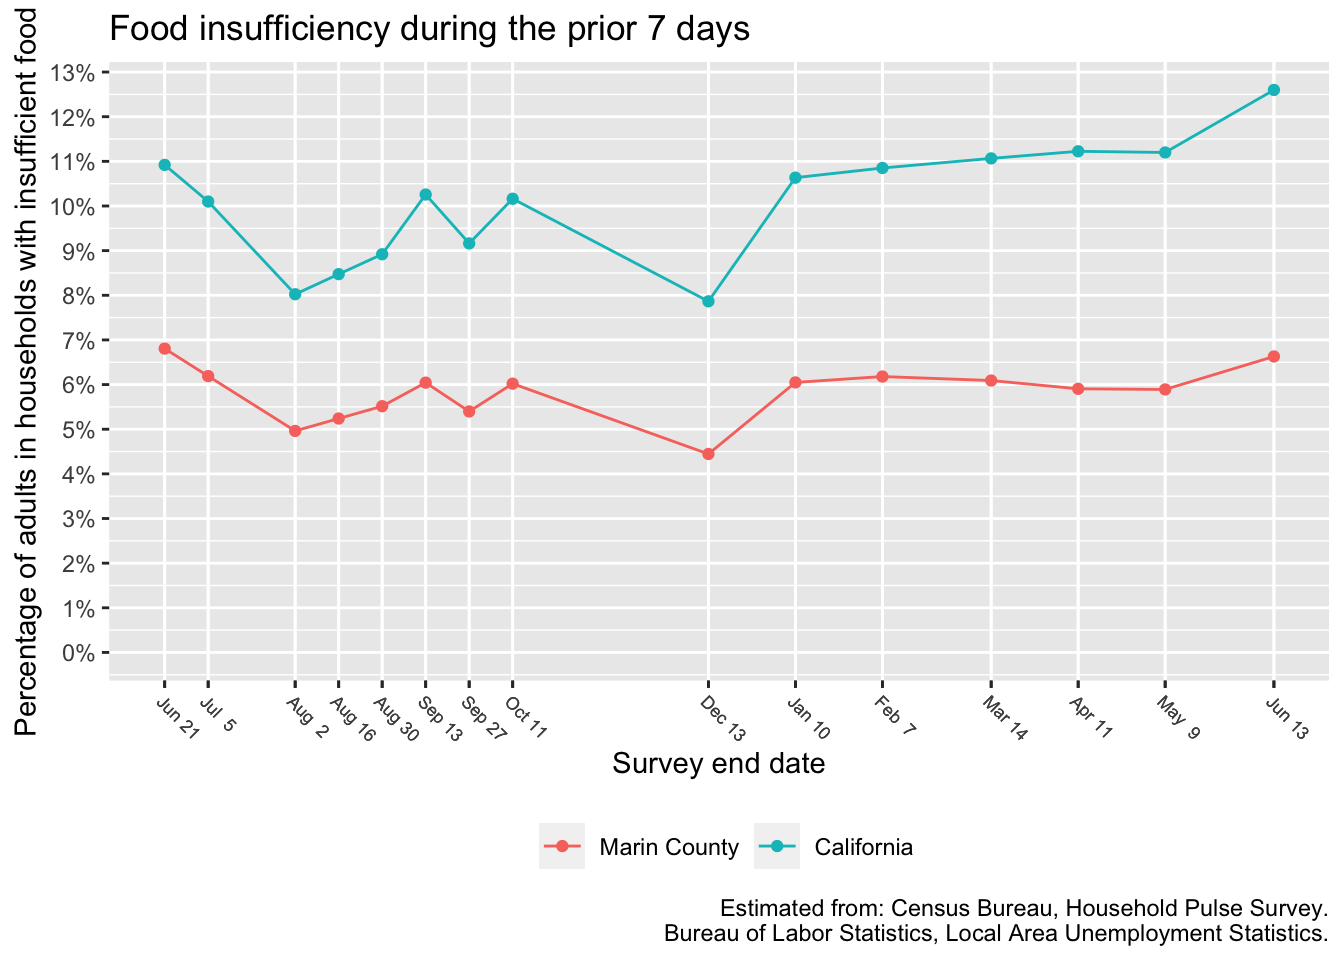 Food insufficiency during the prior 7 days
Percentage of adults in households with insufficient food
13%
12%
11%
10%
9%
8%
7%
6%
5%
4%
3%
2%
1%
0%
Jun 21
Jul 5
Aug 2
Aug 16
Aug 30
Sep 13
Sep 27
Oct 11
Dec 13
Jan 10
Feb 7
Mar 14
Apr 11
May 9
Jun 13
Survey end date
Marin County
California
Estimated from: Census Bureau, Household Pulse Survey.
Bureau of Labor Statistics, Local Area Unemployment Statistics.